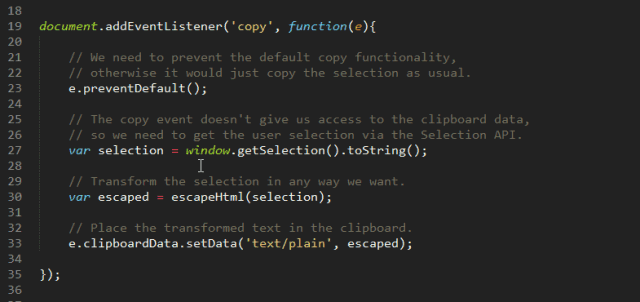 18
19 document.addEventListener('copy', function(e){
20
21     // We need to prevent the default copy functionality,
22     // otherwise it would just copy the selection as usual.
23     e.preventDefault();
24
25     // The copy event doesn't give us access to the clipboard data,
26     // so we need to get the user selection via the Selection API.
27     var selection = window.getSelection().toString();
28
29     // Transform the selection in any way we want.
30     var escaped = escapeHtml(selection);
31
32     // Place the transformed text in the clipboard.
33     e.clipboardData.setData('text/plain', escaped);
34
35 });
36